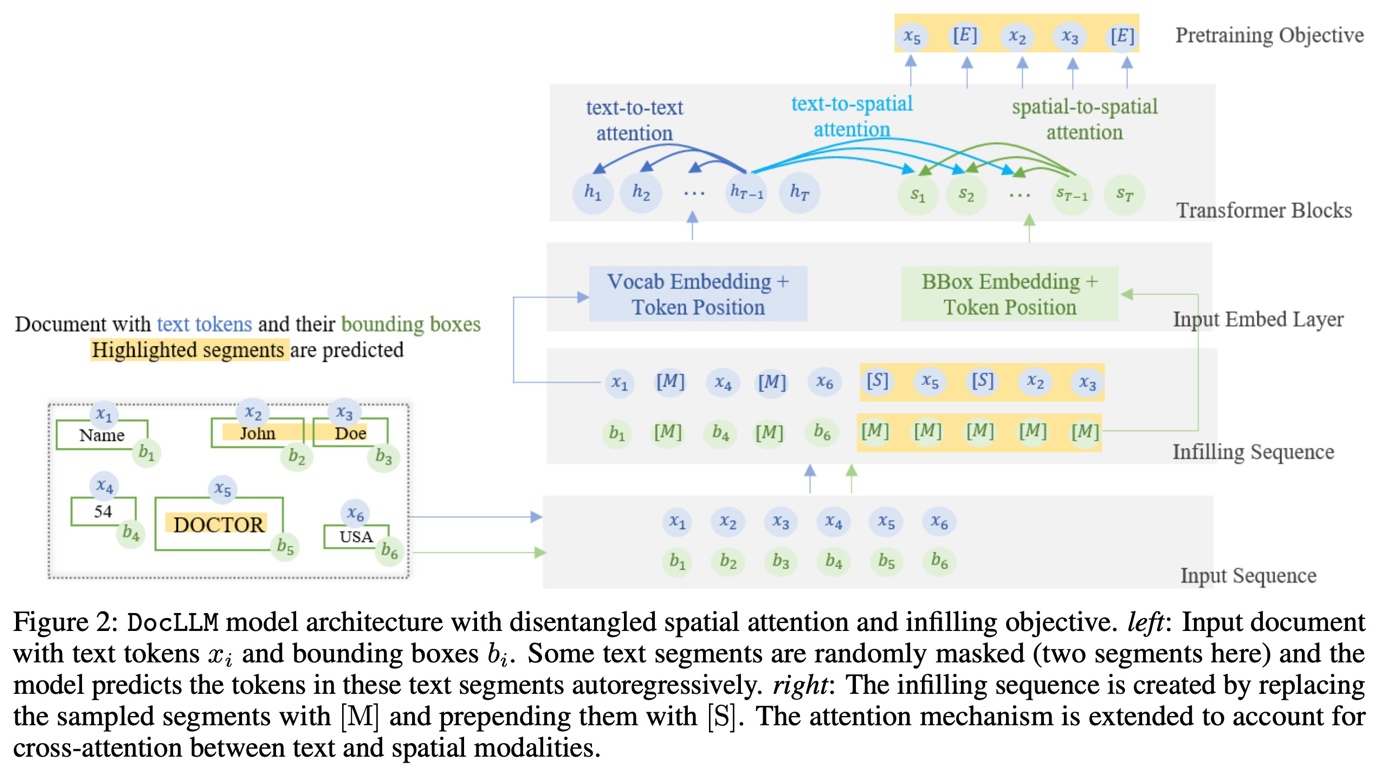 x₅ [E] x₂ x₃ [E] Pretraining Objective
text-to-text attention
text-to-spatial attention
spatial-to-spatial attention
h₁ h₂ ⋯ h_{T−1} h_T s₁ s₂ ⋯ s_{T−1} s_T
Transformer Blocks
Vocab Embedding + Token Position
BBox Embedding + Token Position
Input Embed Layer
Document with text tokens and their bounding boxes
Highlighted segments are predicted
x₁ [M] x₄ [M] x₆ [S] x₅ [S] x₂ x₃
b₁ [M] b₄ [M] b₆ [M] [M] [M] [M] [M]
Infilling Sequence
x₁ x₂ x₃
Name John Doe
b₁ b₂ b₃
x₄ x₅ x₆
54 DOCTOR USA
b₄ b₅ b₆
x₁ x₂ x₃ x₄ x₅ x₆
b₁ b₂ b₃ b₄ b₅ b₆
Input Sequence
Figure 2: DocLLM model architecture with disentangled spatial attention and infilling objective. left: Input document
with text tokens xᵢ and bounding boxes bᵢ. Some text segments are randomly masked (two segments here) and the
model predicts the tokens in these text segments autoregressively. right: The infilling sequence is created by replacing
the sampled segments with [M] and prepending them with [S]. The attention mechanism is extended to account for
cross-attention between text and spatial modalities.